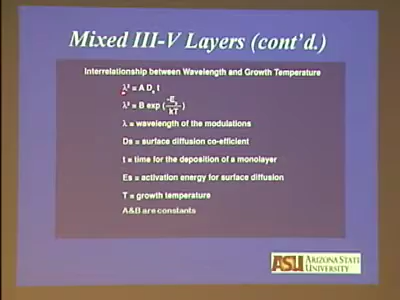 Mixed III-V Layers (cont'd.)
Interrelationship between Wavelength and Growth Temperature
λ² = A Dₛ t
λ² = B exp (-Eₛ/kT)
λ = wavelength of the modulations
Ds = surface diffusion co-efficient
t = time for the deposition of a monolayer
Es = activation energy for surface diffusion
T = growth temperature
A&B are constants
ASU ARIZONA STATE
UNIVERSITY